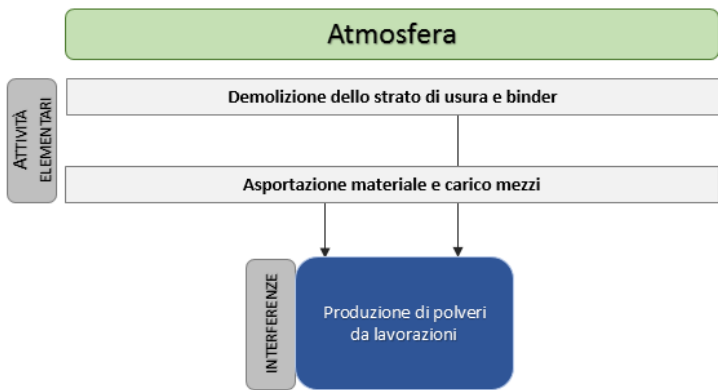 Atmosfera
ATTIVITÀ
ELEMENTARI
Demolizione dello strato di usura e binder
Asportazione materiale e carico mezzi
INTERFERENZE
Produzione di polveri
da lavorazioni